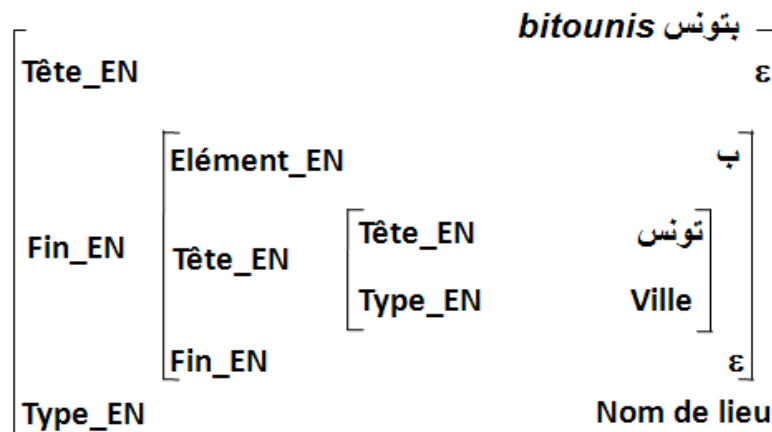 bitounis بتونس
Tête_EN ε
Elément_EN ب
Fin_EN Tête_EN Tête_EN تونس
Type_EN Ville
Fin_EN ε
Type_EN Nom de lieu